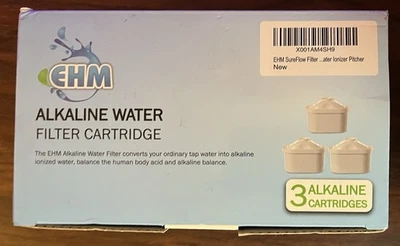 EHM
X001AM4SH9
EHM SureFlow Filter ...ater Ionizer Pitcher
New
ALKALINE WATER
FILTER CARTRIDGE
The EHM Alkaline Water Filter converts your ordinary tap water into alkaline
ionized water, balance the human body acid and alkaline balance.
3 ALKALINE
CARTRIDGES